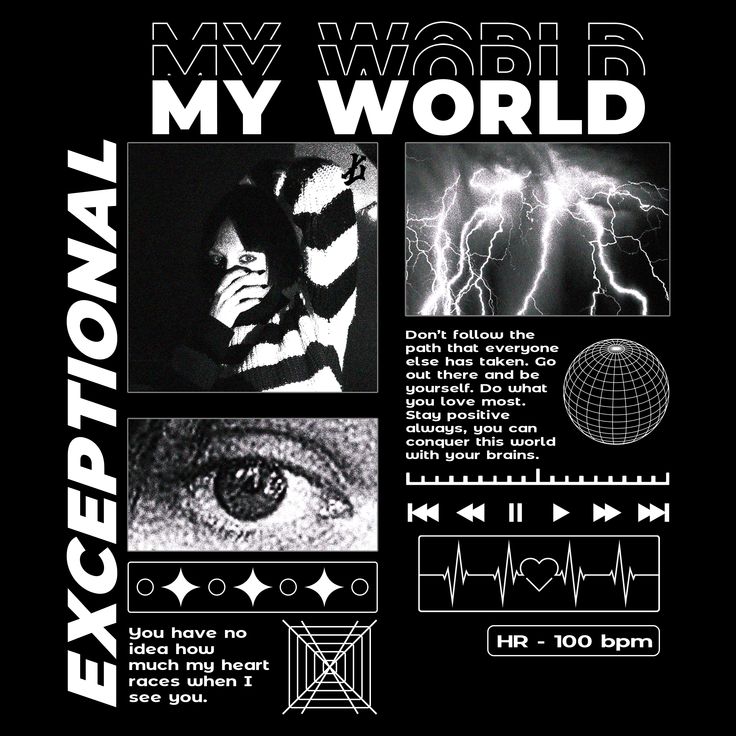 MY WORLD
MY WORLD
EXCEPTIONAL
Don't follow the
path that everyone
else has taken. Go
out there and be
yourself. Do what
you love most.
Stay positive
always, you can
conquer this world
with your brains.
You have no
idea how
much my heart
races when I
see you.
HR - 100 bpm